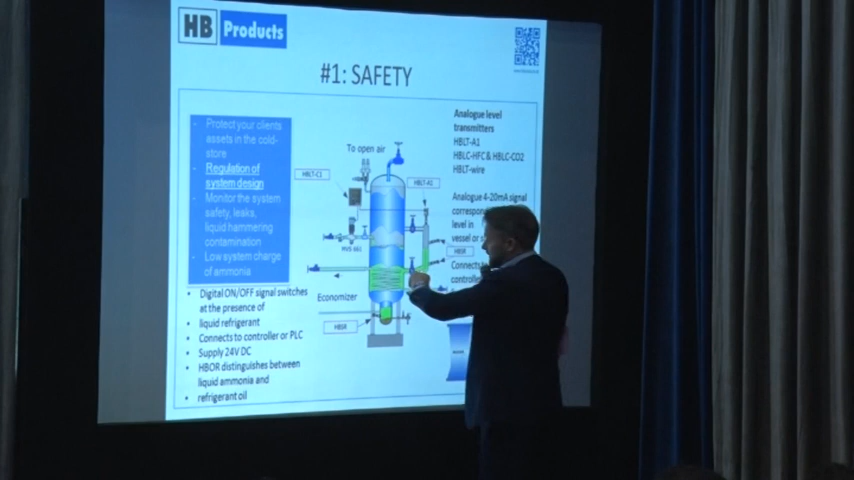 HB Products
#1: SAFETY
- Protect your clients
assets in the cold-
store
- Regulation of
system design
- Monitor the system
safety, leaks,
liquid hammering
contamination
- Low system charge
of ammonia
• Digital ON/OFF signal switches
at the presence of
• liquid refrigerant
• Connects to controller or PLC
• Supply 24V DC
• HBOR distinguishes between
liquid ammonia and
• refrigerant oil
To open air
HBLT-C1
HBLT-A1
MVS 661
HBSR
Economizer
HBSR
Analogue level
transmitters
HBLT-A1
HBLC-HFC & HBLC-CO2
HBLT-wire
Analogue 4-20mA signal
level in
vessel or